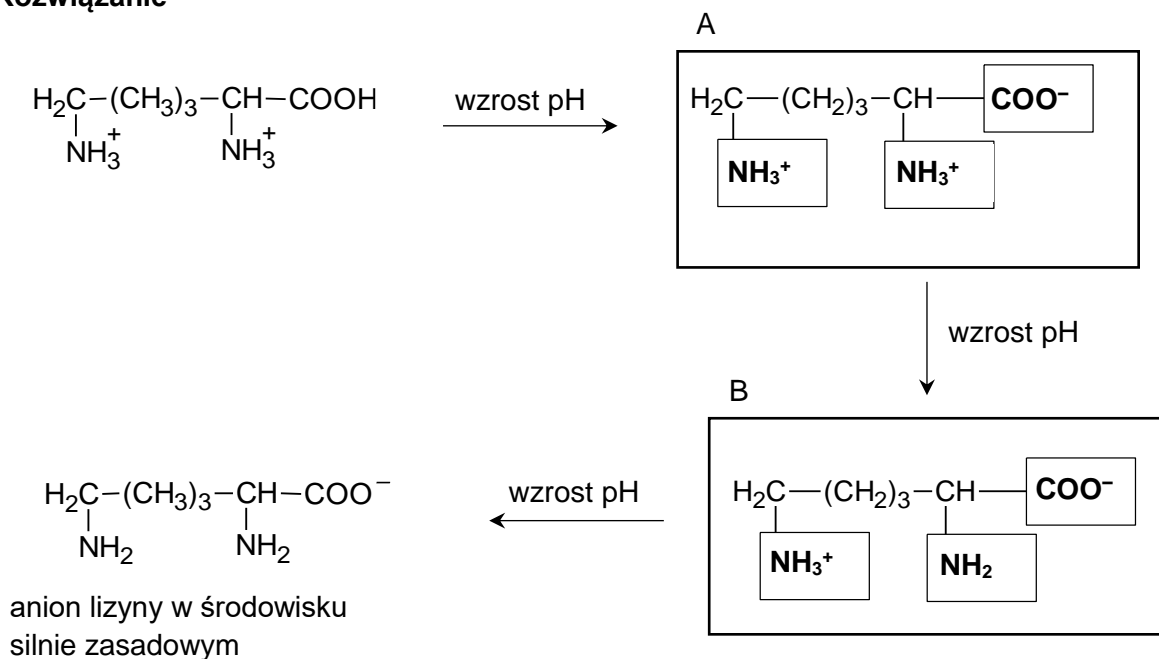 Rozwiązanie
A
H₂C–(CH₃)₃–CH–COOH
NH₃⁺ NH₃⁺
wzrost pH
H₂C—(CH₂)₃—CH—COO⁻
NH₃⁺ NH₃⁺
wzrost pH
B
H₂C—(CH₂)₃—CH—COO⁻
NH₃⁺ NH₂
wzrost pH
H₂C–(CH₃)₃–CH–COO⁻
NH₂ NH₂
anion lizyny w środowisku
silnie zasadowym